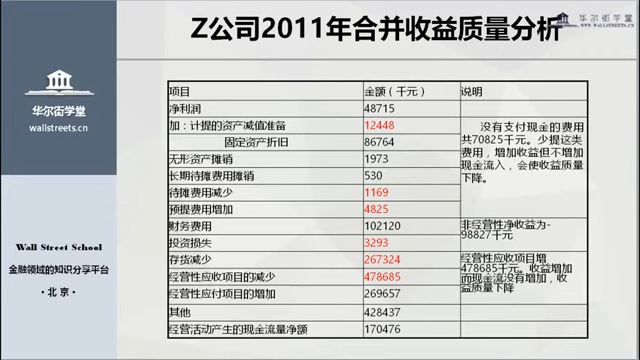 Z公司2011年合并收益质量分析
华尔街学堂
WWW.WALLSTREETS.CN
华尔街学堂
wallstreets.cn
Wall Street School
金融领域的知识分享平台
·北京·
项目 金额（千元） 说明
净利润 48715
加：计提的资产减值准备 12448
固定资产折旧 86764
无形资产摊销 1973
长期待摊费用摊销 530
待摊费用减少 1169
预提费用增加 4825
没有支付现金的费用
共70825千元。少提这类
费用，增加收益但不增加
现金流入，会使收益质量
下降。
财务费用 102120
投资损失 3293
非经营性净收益为-
98827千元
存货减少 267324
经营性应收项目的减少 478685
经营性应付项目的增加 269657
经营性应收项目增
478685千元。收益增加
而现金流没有增加，收
益质量下降
其他 428437
经营活动产生的现金流量净额 170476